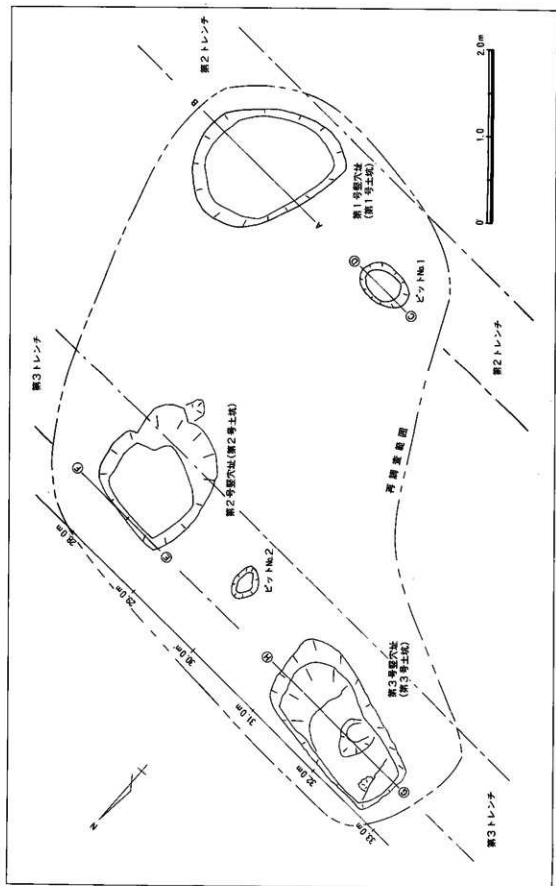 第2トレンチ
B
2.0m
1.0
0
第1号竪穴址
(第1号土坑)
A
D
C
ピットNo.1
第2トレンチ
第3トレンチ
第2号竪穴址(第2号土坑)
F
E
再調査範囲
28.0m
29.0m
30.0m
31.0m
32.0m
33.0m
ピットNo.2
H
第3号竪穴址
(第3号土坑)
G
第3トレンチ
N